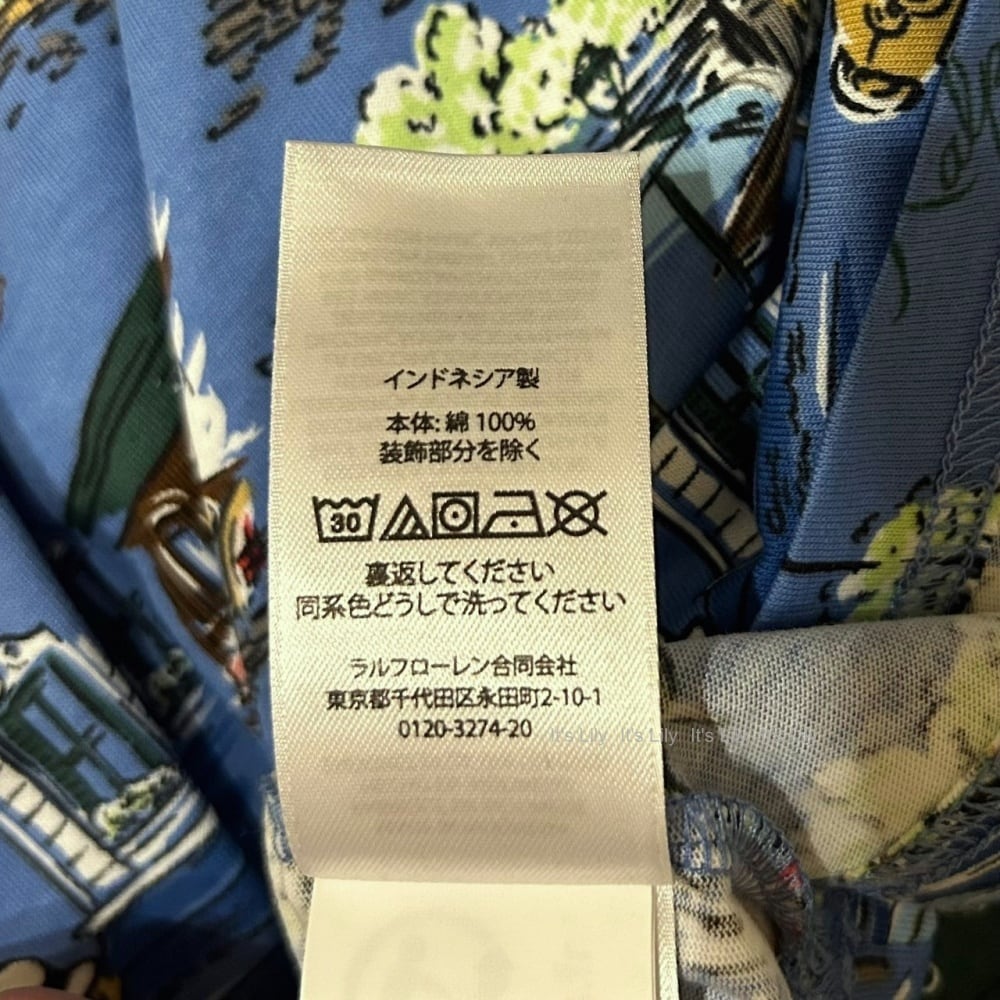 インドネシア製
本体: 綿 100%
装飾部分を除く
30
裏返してください
同系色どうしで洗ってください
ラルフローレン合同会社
東京都千代田区永田町2-10-1
0120-3274-20
It's Lily It's Lily It's